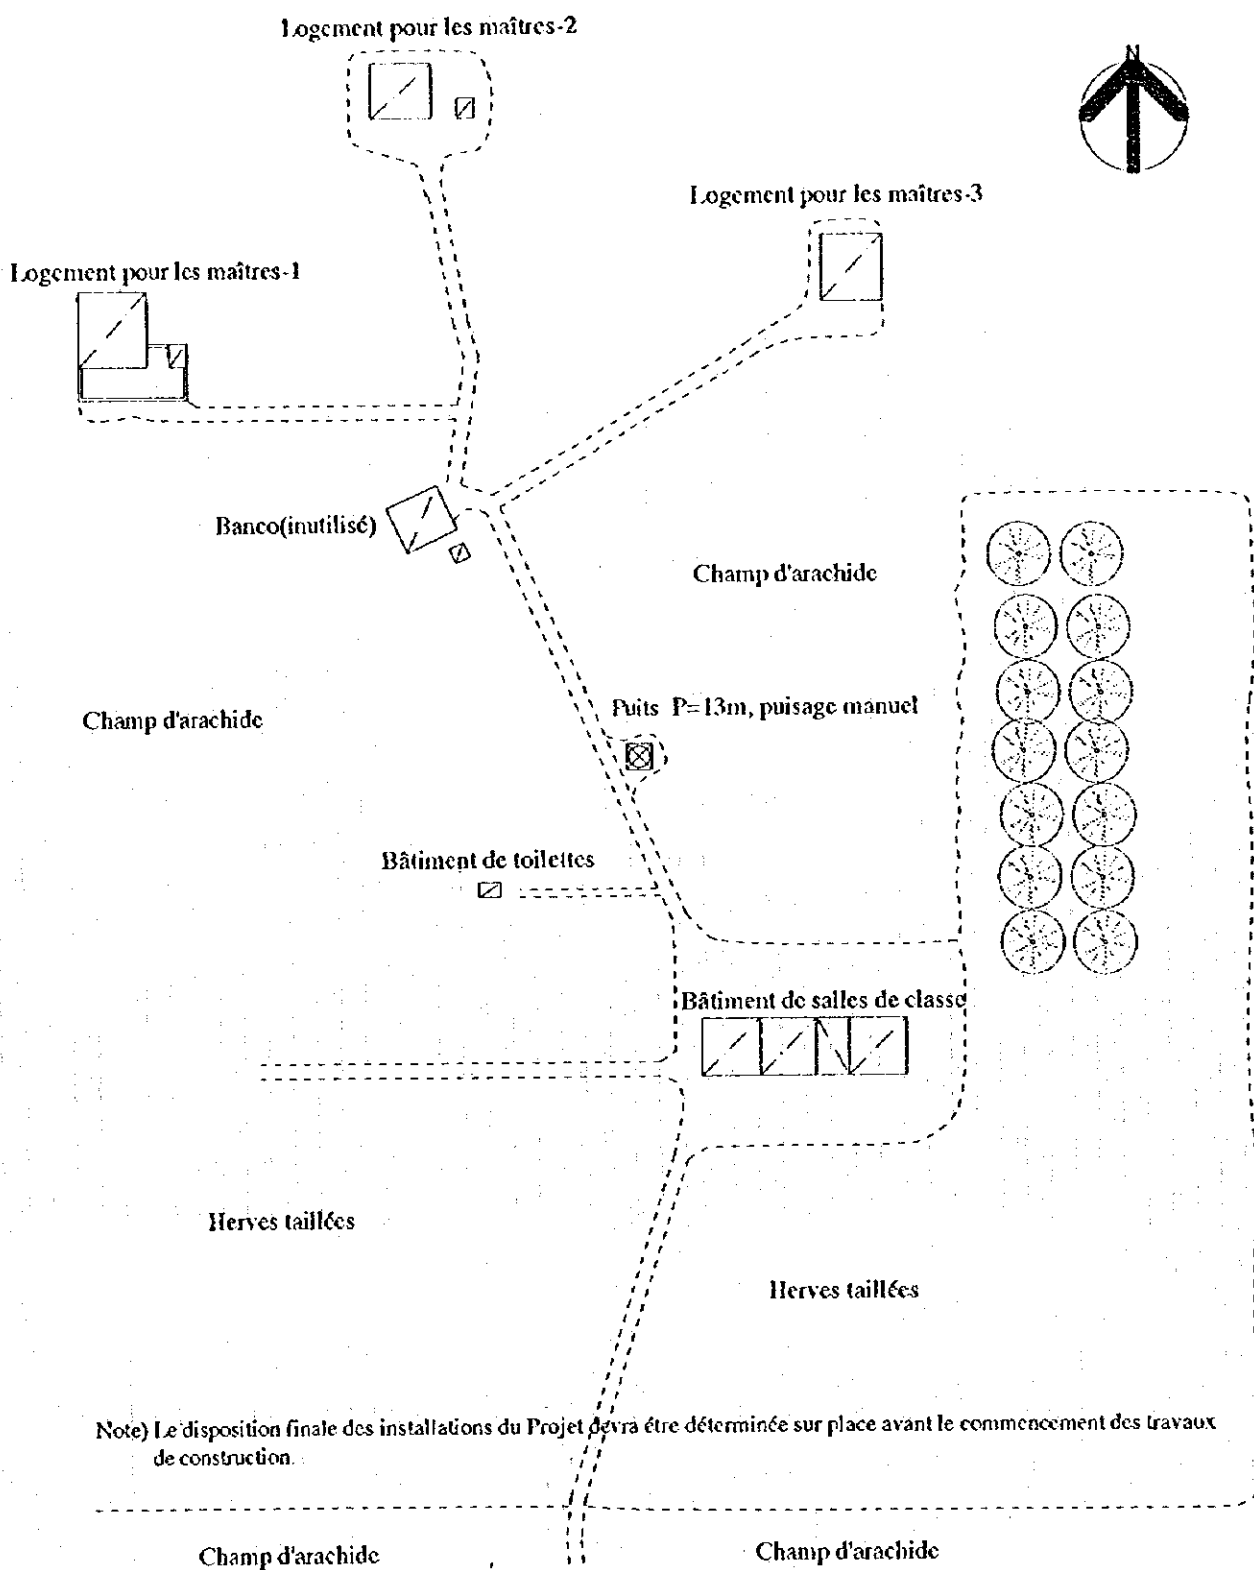 Logement pour les maîtres-2
N
Logement pour les maîtres-3
Logement pour les maîtres-1
Banco(inutilisé)
Champ d'arachide
Champ d'arachide
Puits P=13m, puisage manuel
Bâtiment de toilettes
Bâtiment de salles de classe
Herves taillées
Herves taillées
Note) Le disposition finale des installations du Projet devra étre déterminée sur place avant le commencement des travaux
de construction.
Champ d'arachide
Champ d'arachide